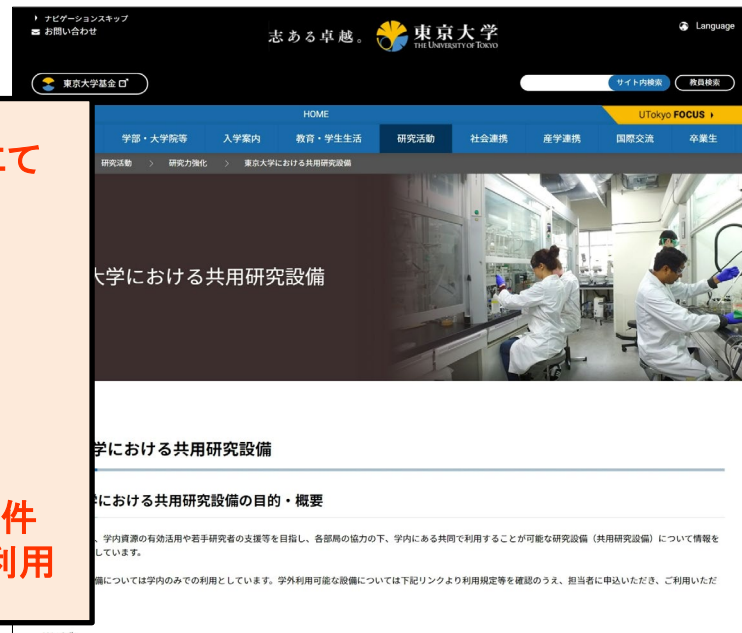 ナビゲーションスキップ
お問い合わせ
志ある卓越。
東京大学
THE UNIVERSITY OF TOKYO
Language
東京大学基金
サイト内検索
教員検索
HOME
UTokyo FOCUS
学部・大学院等 入学案内 教育・学生生活 研究活動 社会連携 産学連携 国際交流 卒業生
研究活動 > 研究力強化 > 東京大学における共用研究設備
て
大学における共用研究設備
学における共用研究設備
における共用研究設備の目的・概要
件
利用
、学内資源の有効活用や若手研究者の支援等を目指し、各部局の協力の下、学内にある共同で利用することが可能な研究設備（共用研究設備）について情報を
しています。
備については学内のみでの利用としています。学外利用可能な設備については下記リンクより利用規定等を確認のうえ、担当者に申込いただき、ご利用いただ